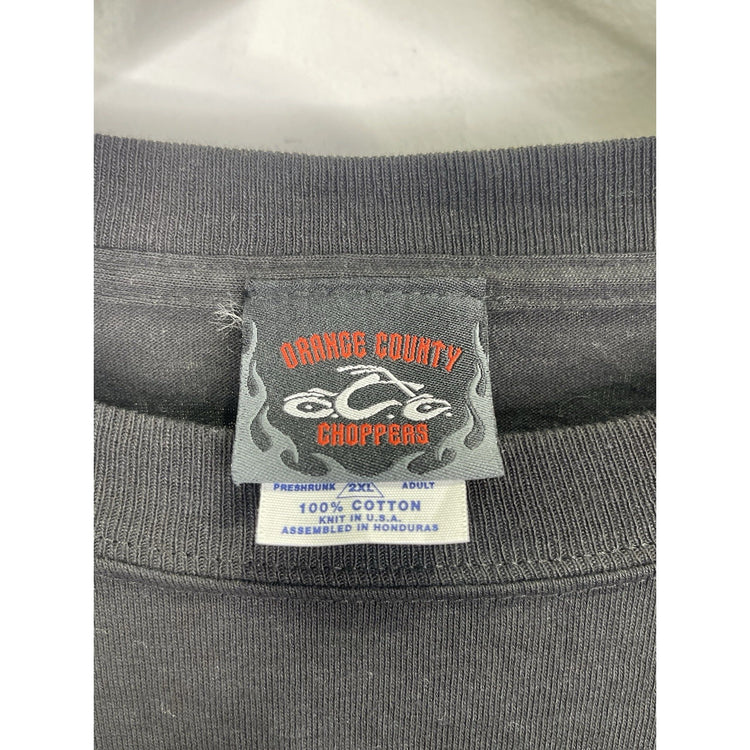 ORANGE COUNTY
O.C.C.
CHOPPERS
PRESHRUNK 2XL ADULT
100% COTTON
KNIT IN U.S.A.
ASSEMBLED IN HONDURAS